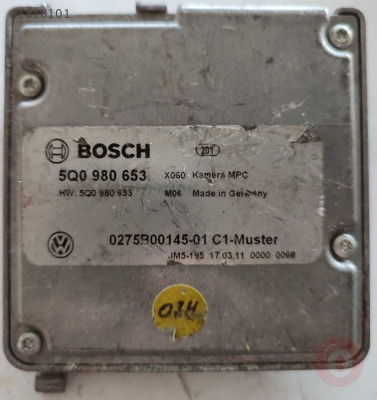 BOSCH 201
5Q0 980 653 X060 Kamera MPC
HW: 5Q0 980 653 M06 Made in Germany
0275B00145-01 C1-Muster
JM5-195 17.03.11 0000 0068